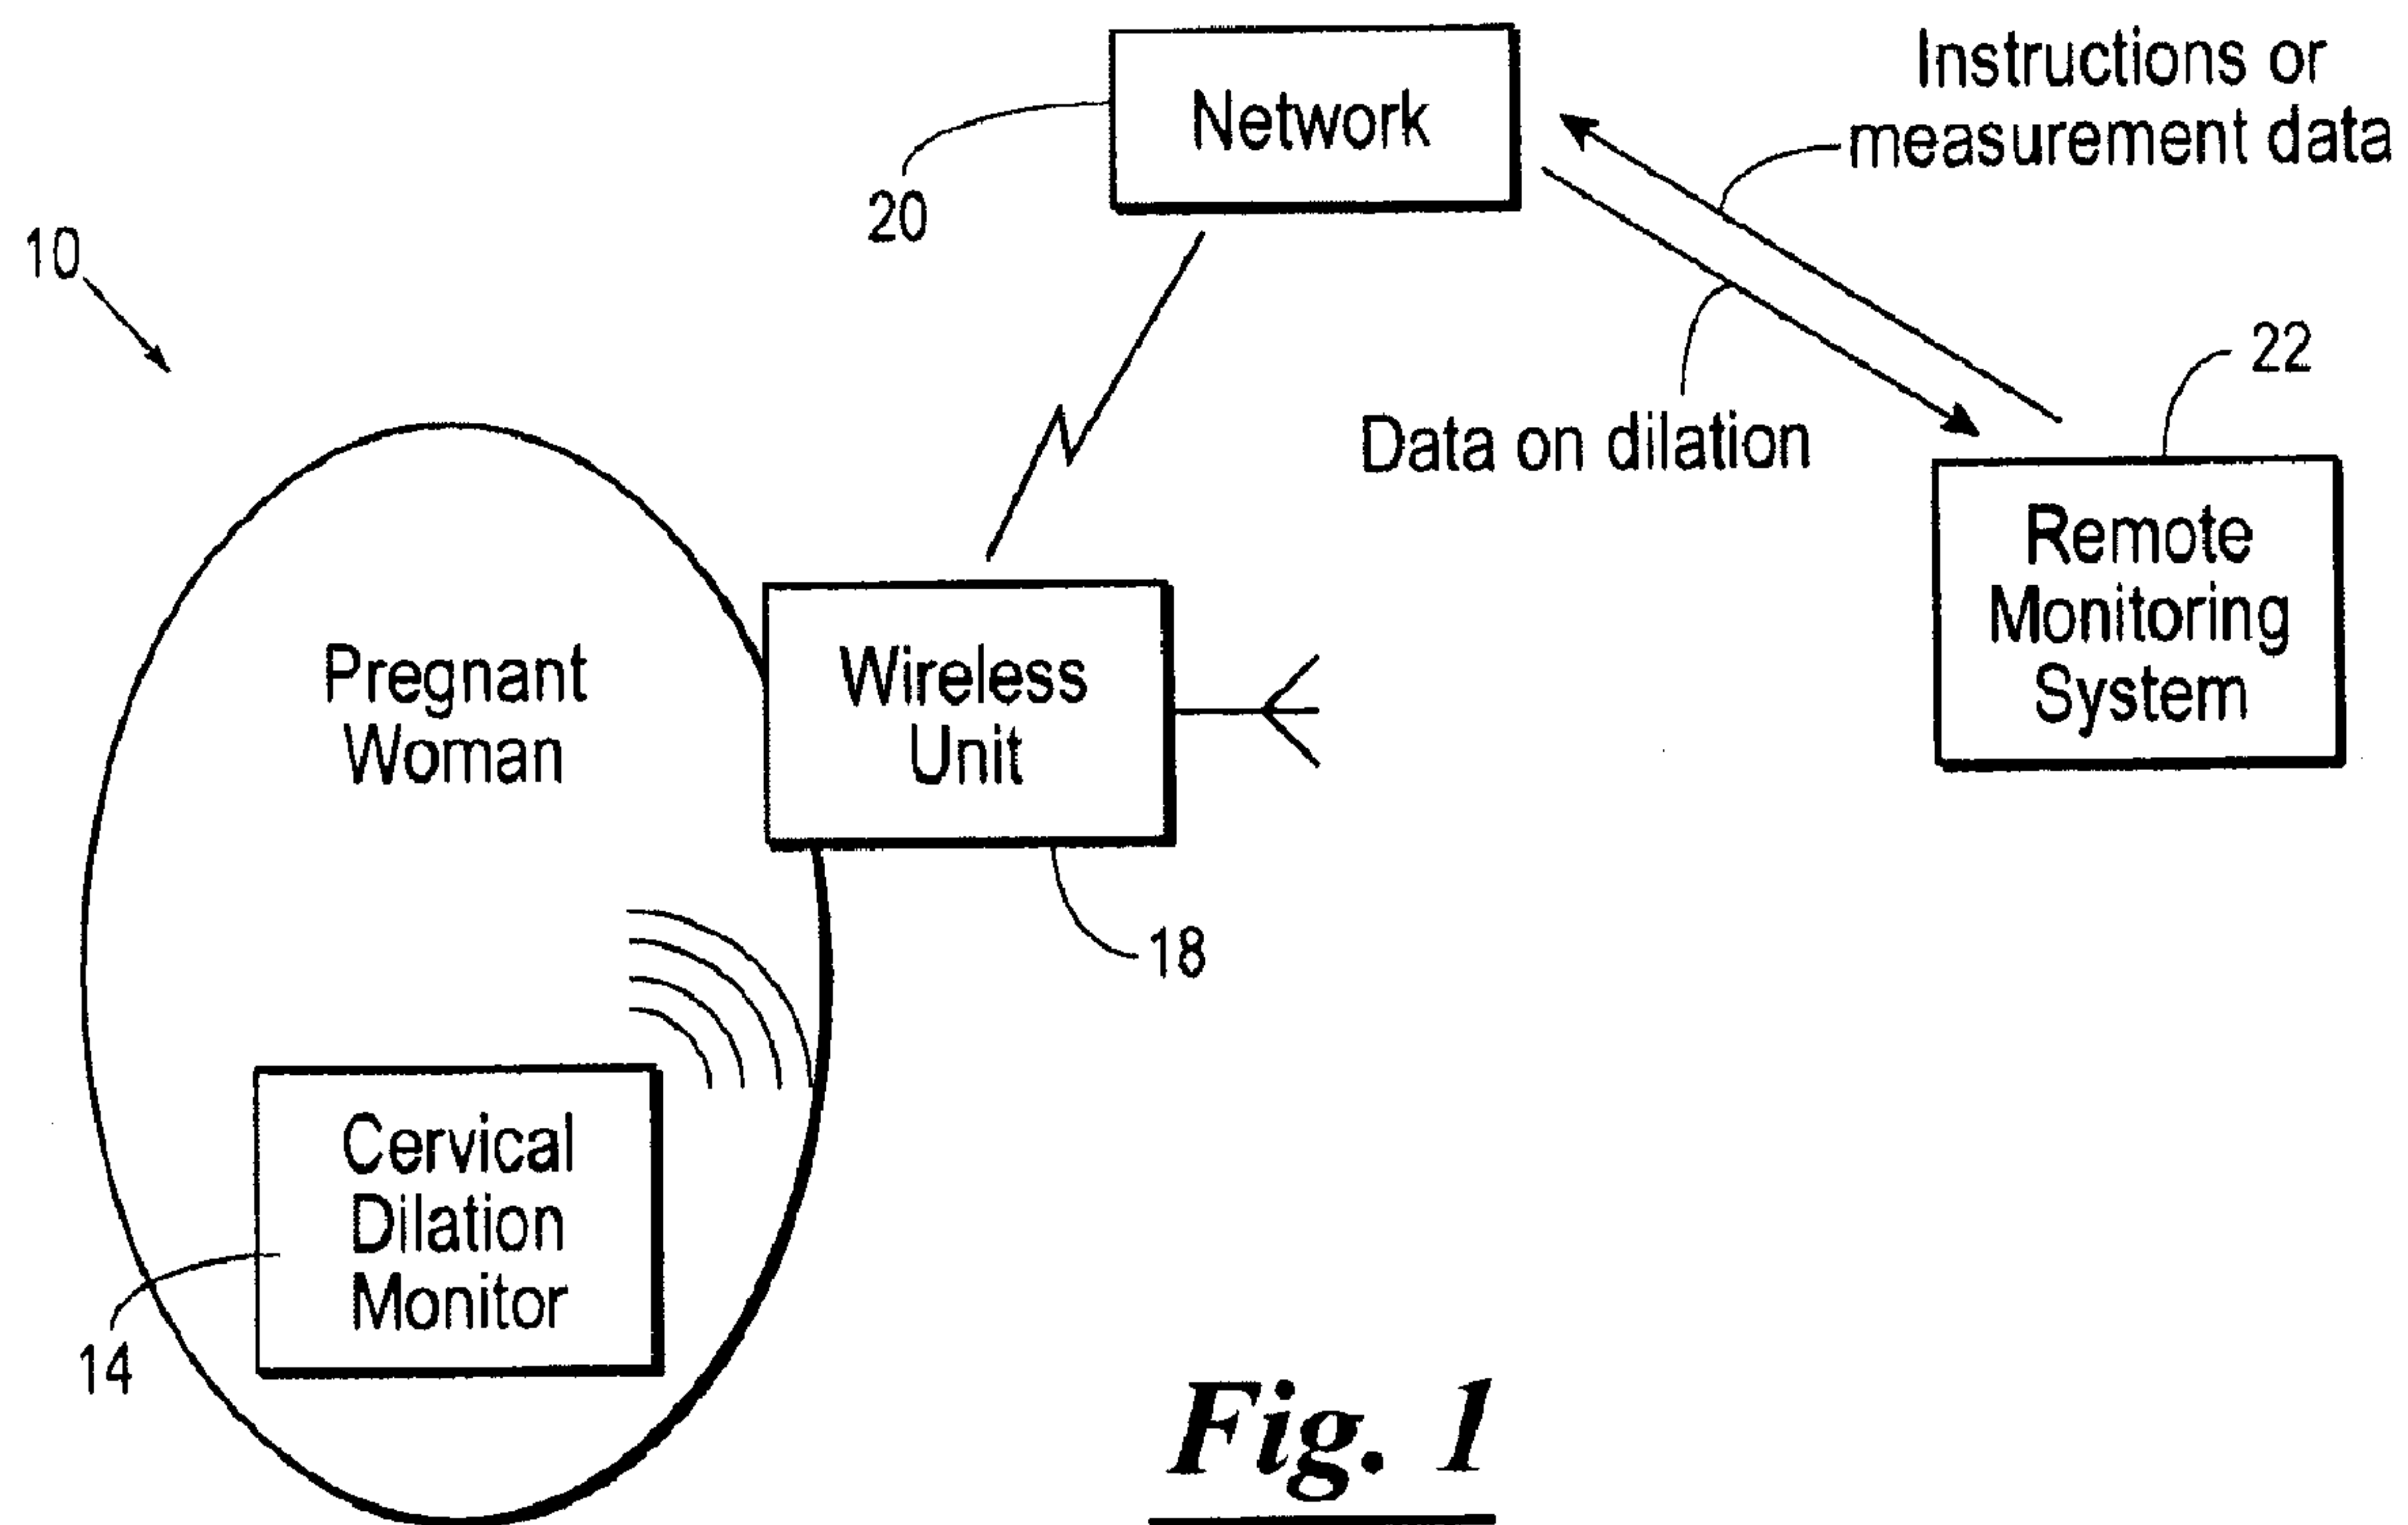 Network
Instructions or
measurement data
20
10
22
Data on dilation
Remote
Monitoring
System
Pregnant
Woman
Wireless
Unit
18
Cervical
Dilation
Monitor
14
Fig. 1